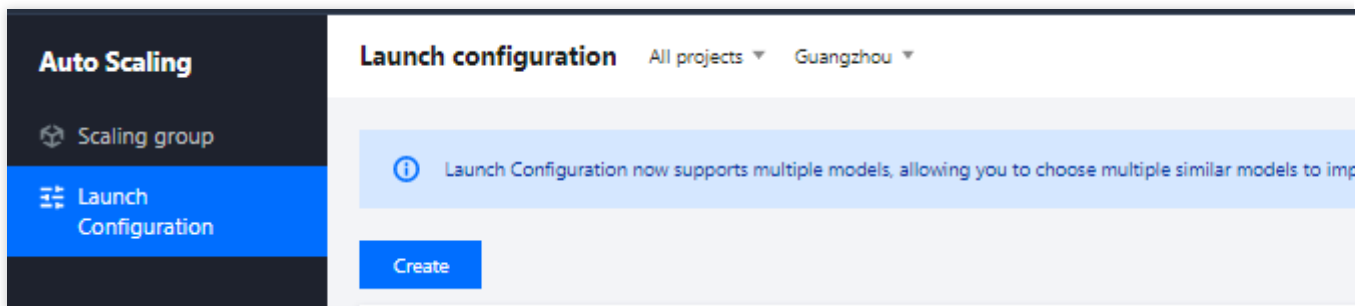 Auto Scaling
Scaling group
Launch
Configuration
Launch configuration All projects Guangzhou
Launch Configuration now supports multiple models, allowing you to choose multiple similar models to imp
Create